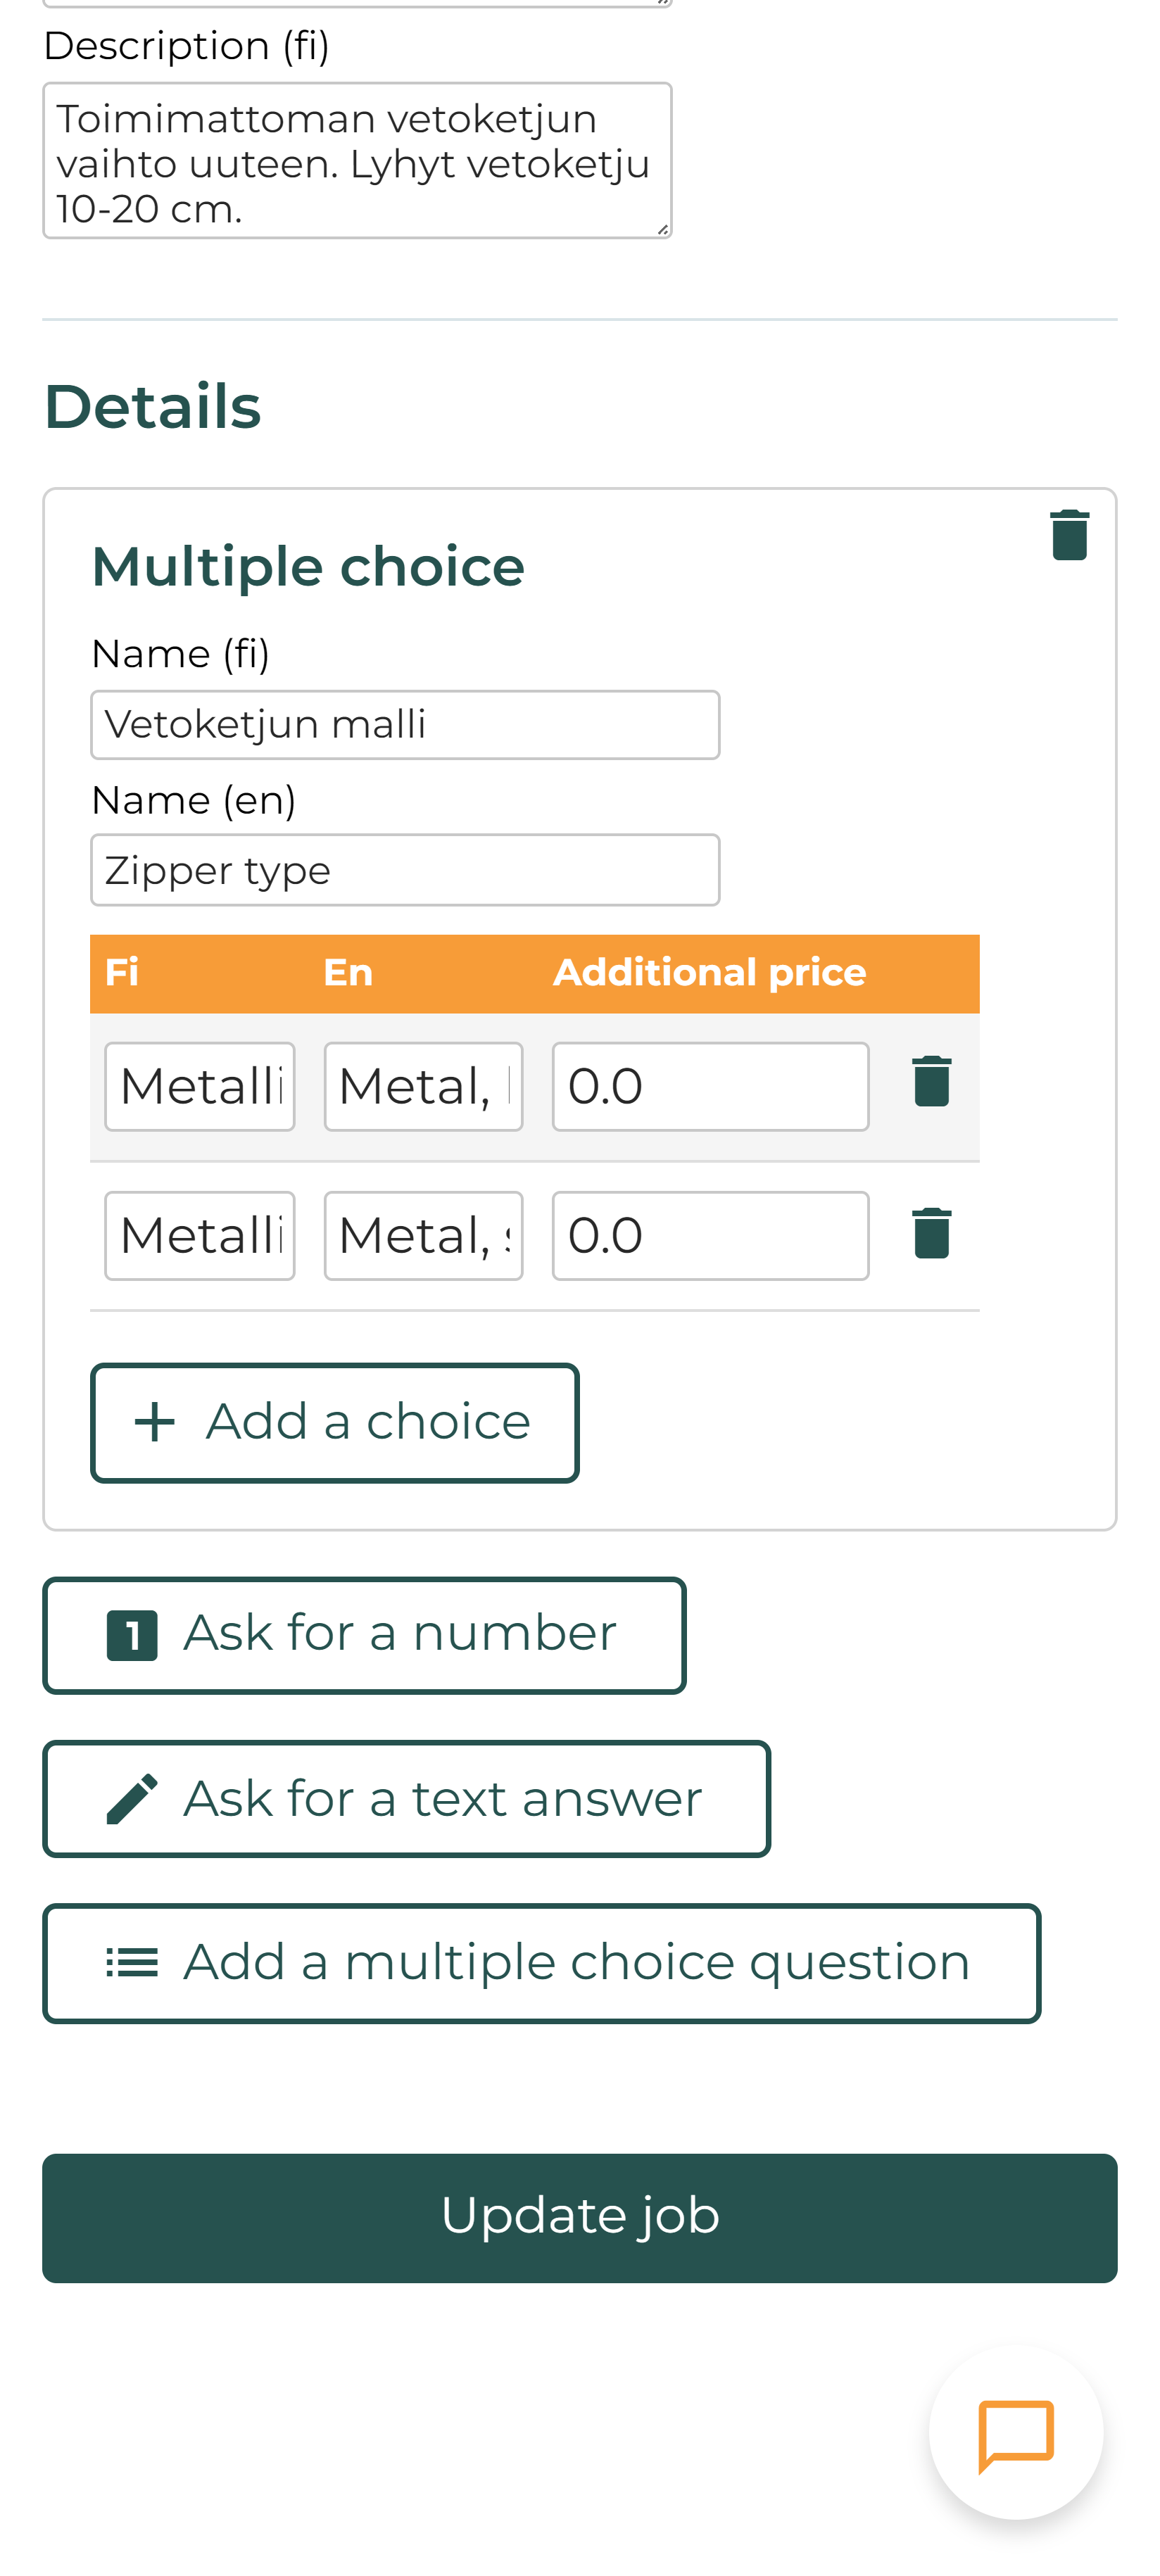 Description (fi)
Toimimattoman vetoketjun
vaihto uuteen. Lyhyt vetoketju
10-20 cm.
Details
Multiple choice
Name (fi)
Vetoketjun malli
Name (en)
Zipper type
Fi En Additional price
Metalli Metal, 0.0
Metalli Metal, 0.0
+ Add a choice
1 Ask for a number
Ask for a text answer
Add a multiple choice question
Update job